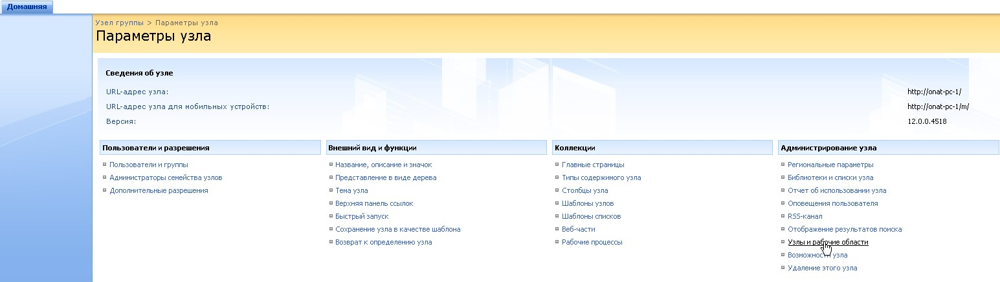 Домашняя
Узел группы > Параметры узла
Параметры узла
Сведения об узле
URL-адрес узла: http://onat-pc-1/
URL-адрес узла для мобильных устройств: http://onat-pc-1/m/
Версия: 12.0.0.4518
Пользователи и разрешения
Пользователи и группы
Администраторы семейства узлов
Дополнительные разрешения
Внешний вид и функции
Название, описание и значок
Представление в виде дерева
Тема узла
Верхняя панель ссылок
Быстрый запуск
Сохранение узла в качестве шаблона
Возврат к определению узла
Коллекции
Главные страницы
Типы содержимого узла
Столбцы узла
Шаблоны узлов
Шаблоны списков
Веб-части
Рабочие процессы
Администрирование узла
Региональные параметры
Библиотеки и списки узла
Отчет об использовании узла
Оповещения пользователя
RSS-канал
Отображение результатов поиска
Узлы и рабочие области
Возможности узла
Удаление этого узла